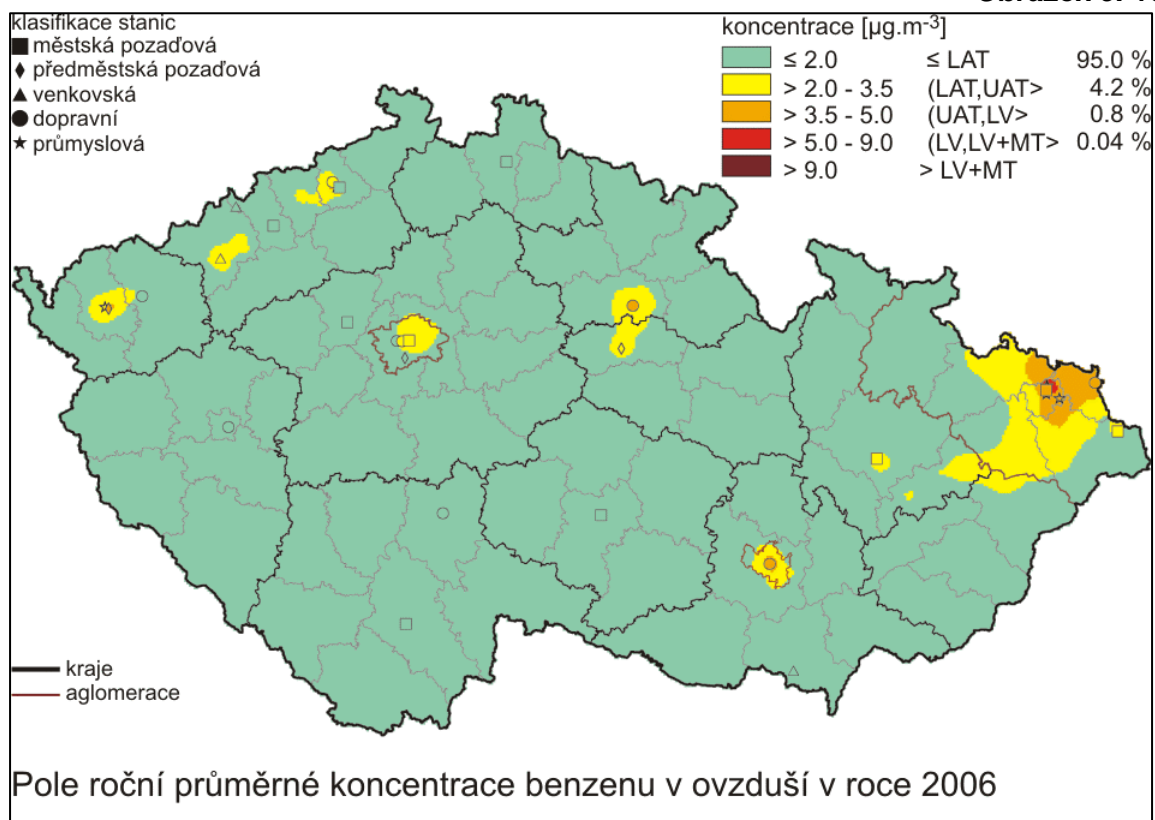 klasifikace stanic
městská pozaďová
předměstská pozaďová
venkovská
dopravní
průmyslová
koncentrace [µg.m-3]
≤ 2.0 ≤ LAT 95.0 %
> 2.0 - 3.5 (LAT,UAT> 4.2 %
> 3.5 - 5.0 (UAT,LV> 0.8 %
> 5.0 - 9.0 (LV,LV+MT> 0.04 %
> 9.0 > LV+MT
kraje
aglomerace
Pole roční průměrné koncentrace benzenu v ovzduší v roce 2006